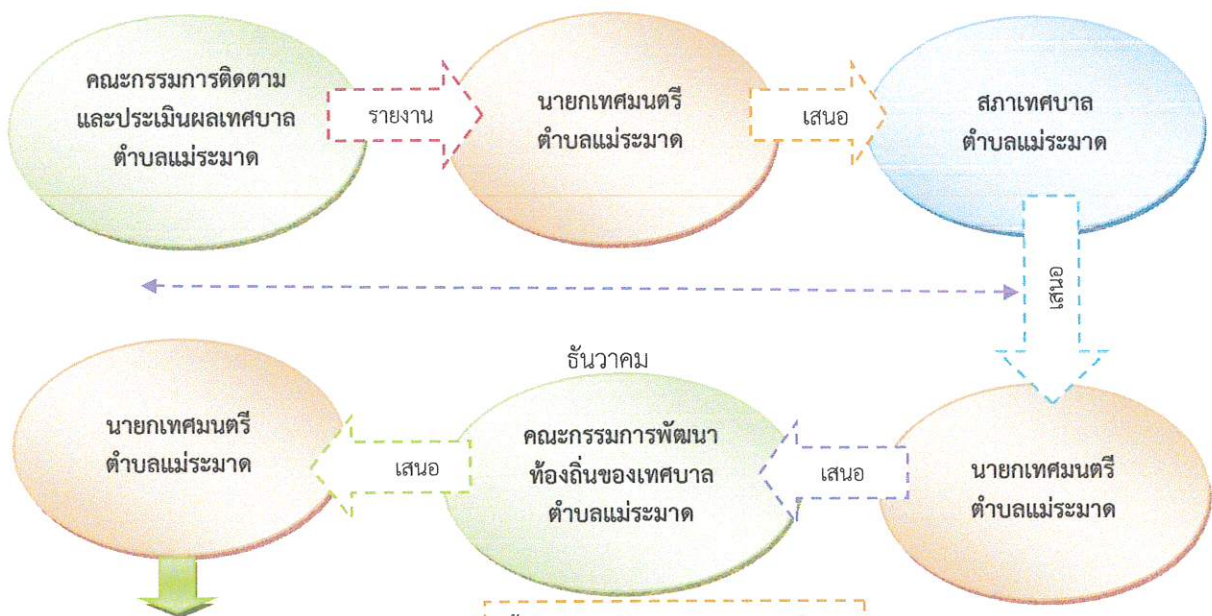 คณะกรรมการติดตาม
และประเมินผลเทศบาล
ตำบลแม่ระมาด
รายงาน
นายกเทศมนตรี
ตำบลแม่ระมาด
เสนอ
สภาเทศบาล
ตำบลแม่ระมาด
เสนอ
ธันวาคม
นายกเทศมนตรี
ตำบลแม่ระมาด
เสนอ
คณะกรรมการพัฒนา
ท้องถิ่นของเทศบาล
ตำบลแม่ระมาด
เสนอ
นายกเทศมนตรี
ตำบลแม่ระมาด